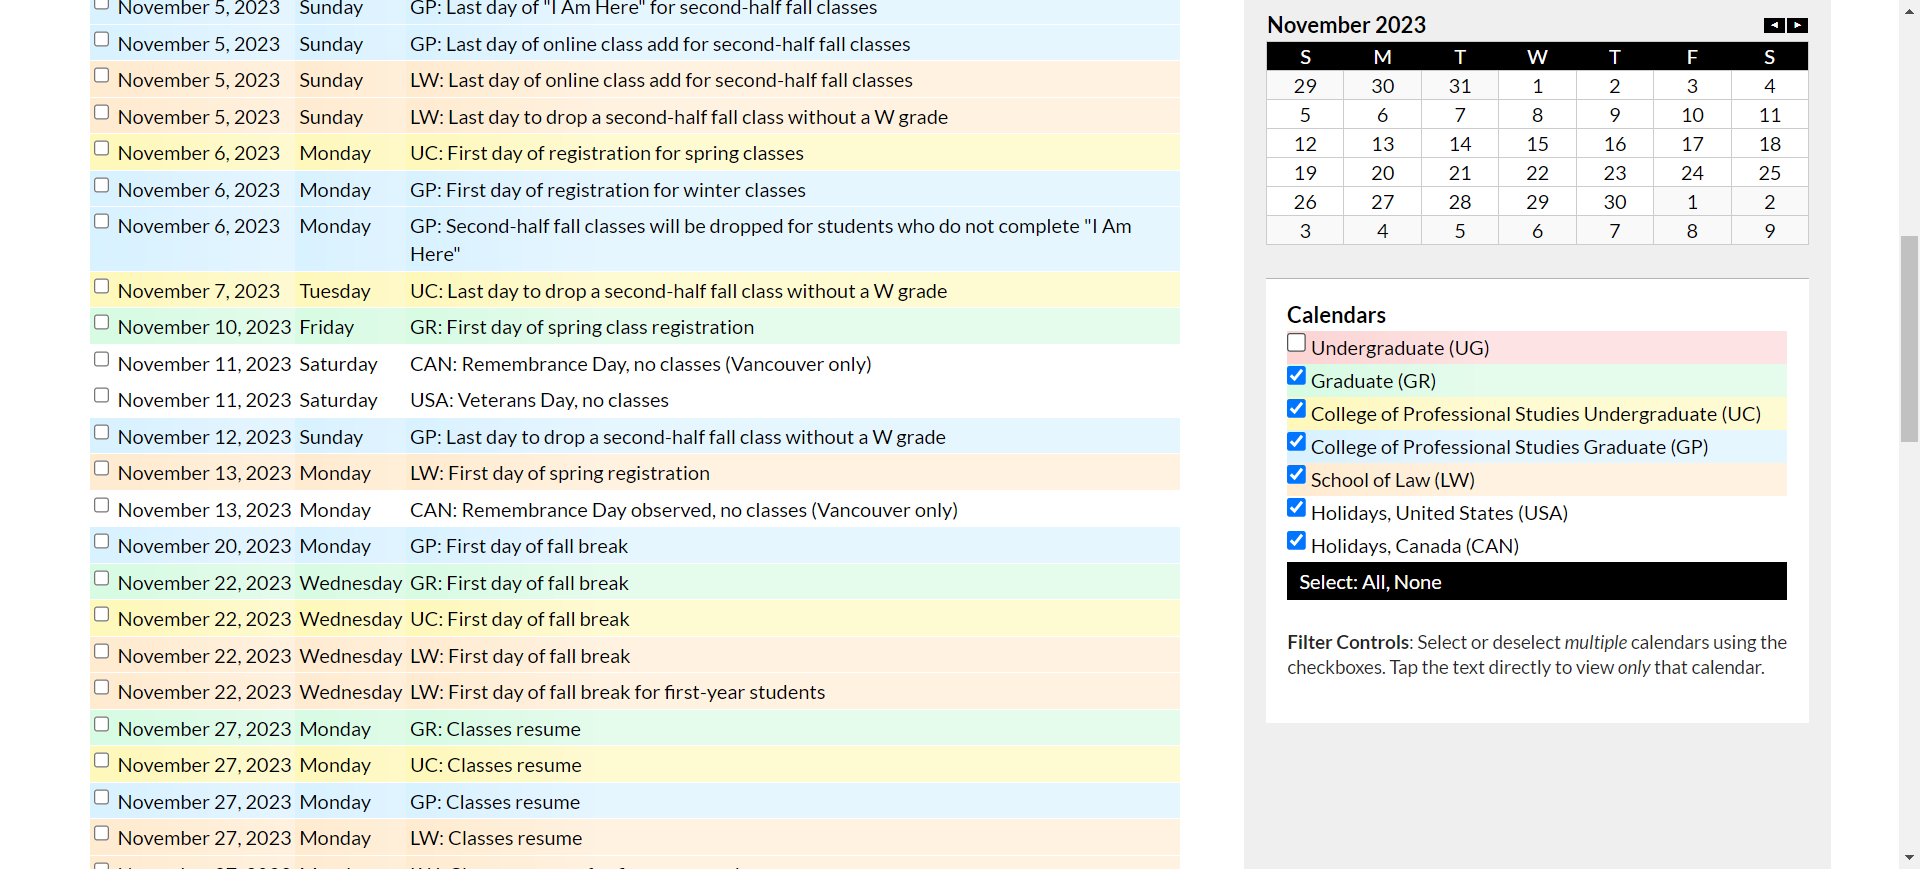 November 5, 2023 Sunday GP: Last day of "I Am Here" for second-half fall classes
November 5, 2023 Sunday GP: Last day of online class add for second-half fall classes
November 5, 2023 Sunday LW: Last day of online class add for second-half fall classes
November 5, 2023 Sunday LW: Last day to drop a second-half fall class without a W grade
November 6, 2023 Monday UC: First day of registration for spring classes
November 6, 2023 Monday GP: First day of registration for winter classes
November 6, 2023 Monday GP: Second-half fall classes will be dropped for students who do not complete "I Am
Here"
November 7, 2023 Tuesday UC: Last day to drop a second-half fall class without a W grade
November 10, 2023 Friday GR: First day of spring class registration
November 11, 2023 Saturday CAN: Remembrance Day, no classes (Vancouver only)
November 11, 2023 Saturday USA: Veterans Day, no classes
November 12, 2023 Sunday GP: Last day to drop a second-half fall class without a W grade
November 13, 2023 Monday LW: First day of spring registration
November 13, 2023 Monday CAN: Remembrance Day observed, no classes (Vancouver only)
November 20, 2023 Monday GP: First day of fall break
November 22, 2023 Wednesday GR: First day of fall break
November 22, 2023 Wednesday UC: First day of fall break
November 22, 2023 Wednesday LW: First day of fall break
November 22, 2023 Wednesday LW: First day of fall break for first-year students
November 27, 2023 Monday GR: Classes resume
November 27, 2023 Monday UC: Classes resume
November 27, 2023 Monday GP: Classes resume
November 27, 2023 Monday LW: Classes resume
November 2023
S M T W T F S
29 30 31 1 2 3 4
5 6 7 8 9 10 11
12 13 14 15 16 17 18
19 20 21 22 23 24 25
26 27 28 29 30 1 2
3 4 5 6 7 8 9
Calendars
Undergraduate (UG)
Graduate (GR)
College of Professional Studies Undergraduate (UC)
College of Professional Studies Graduate (GP)
School of Law (LW)
Holidays, United States (USA)
Holidays, Canada (CAN)
Select: All, None
Filter Controls: Select or deselect multiple calendars using the
checkboxes. Tap the text directly to view only that calendar.